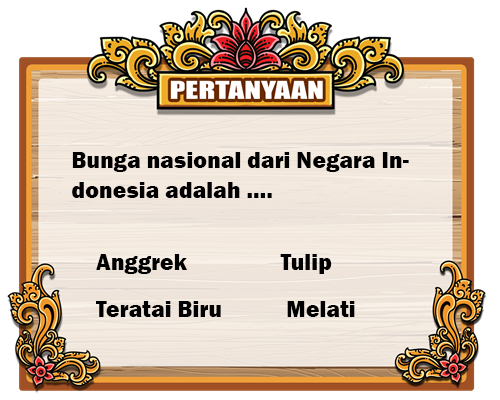 PERTANYAAN
Bunga nasional dari Negara In-
donesia adalah ....
Anggrek Tulip
Teratai Biru Melati